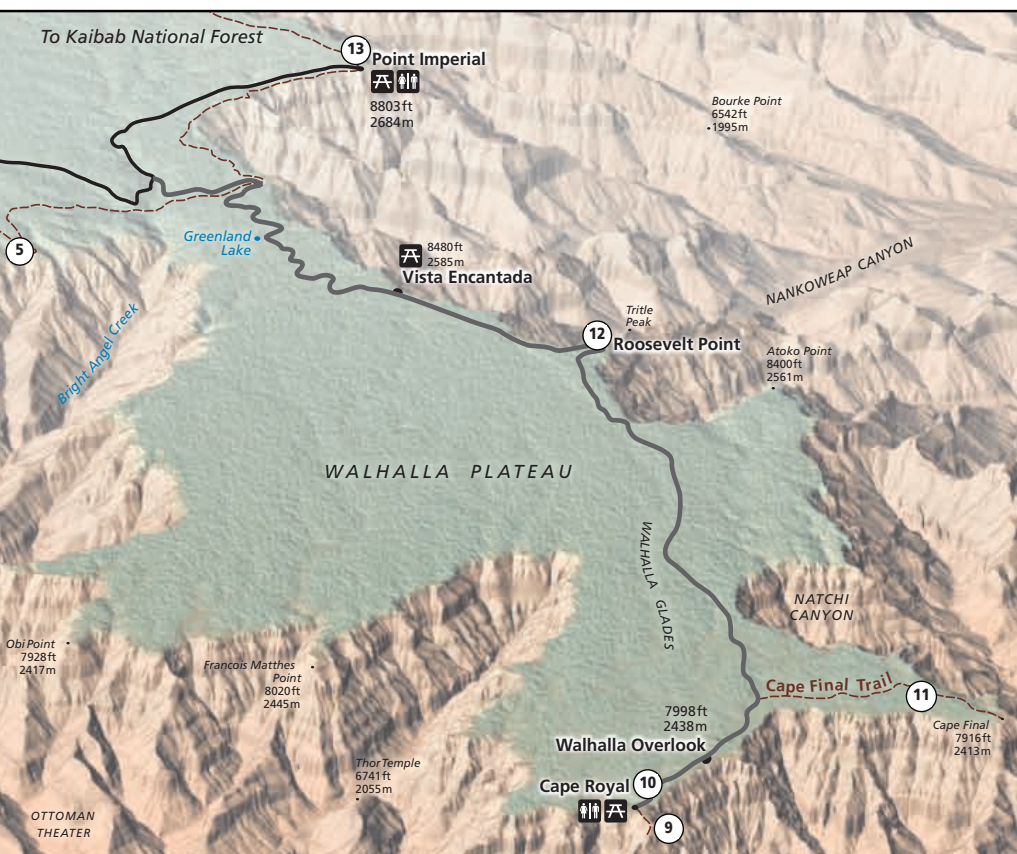 To Kaibab National Forest
13
Point Imperial
8803ft
2684m
Bourke Point
6542ft
1995m
5
Greenland
Lake
8480ft
2585m
Vista Encantada
NANKOWEAP CANYON
Bright Angel Creek
Tritle
Peak
12
Roosevelt Point
Atoko Point
8400ft
2561m
WALHALLA PLATEAU
WALHALLA GLADES
NATCHI
CANYON
Obi Point
7928ft
2417m
Francois Matthes
Point
8020ft
2445m
Cape Final Trail
11
Cape Final
7916ft
2413m
7998ft
2438m
Walhalla Overlook
Thor Temple
6741ft
2055m
Cape Royal
10
9
OTTOMAN
THEATER